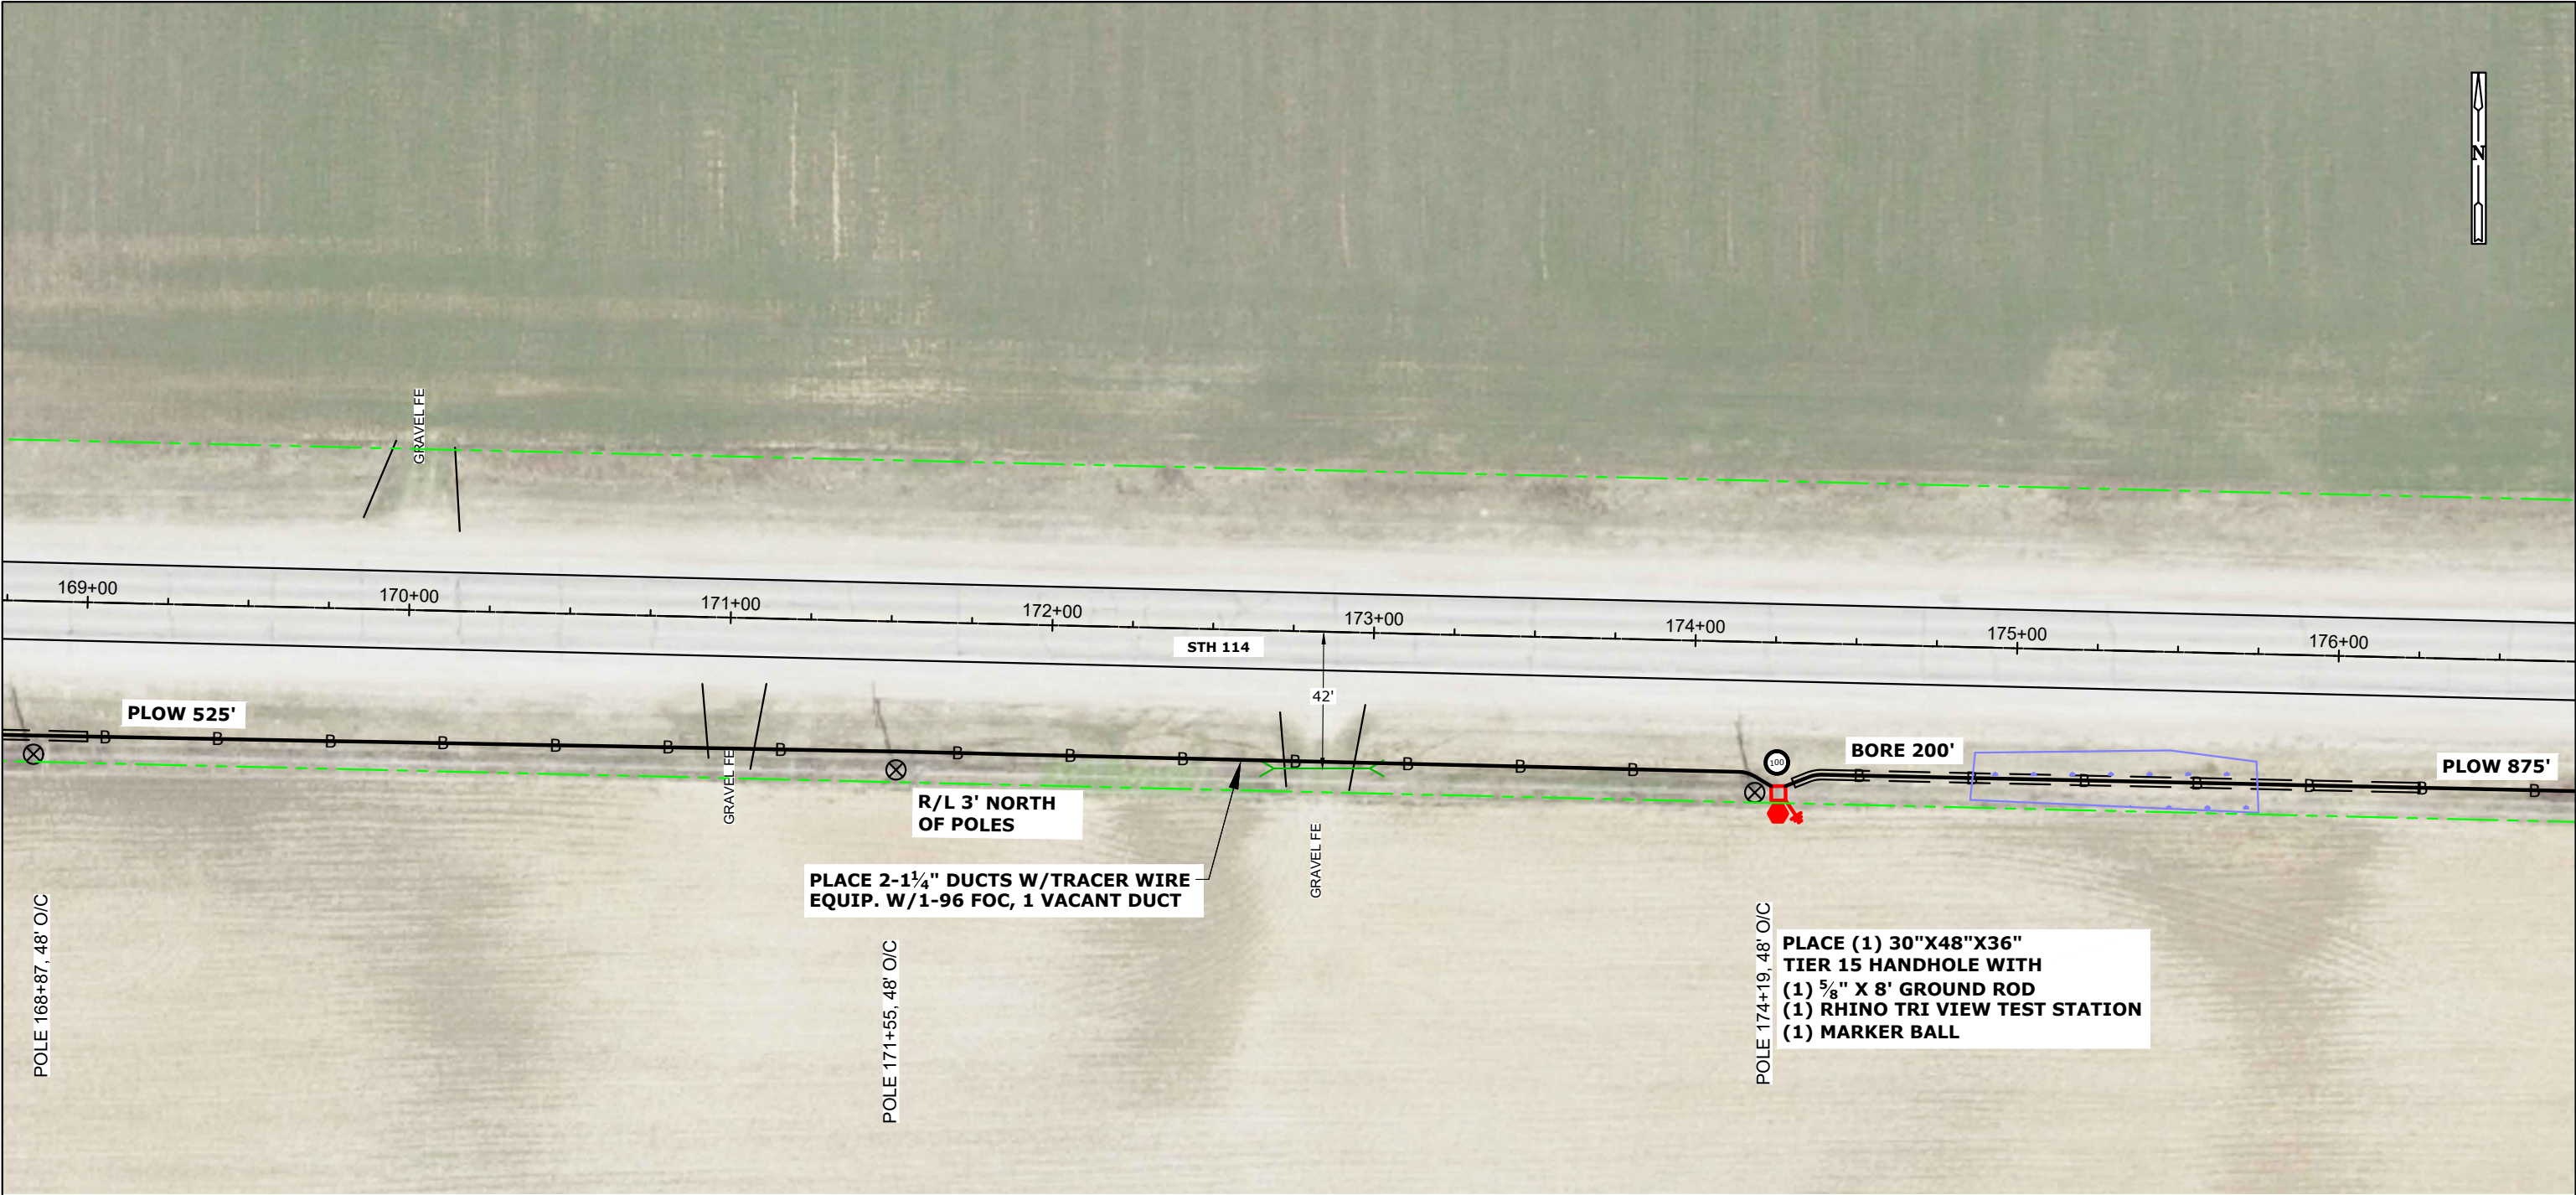 N
GRAVEL FE
169+00
170+00
171+00
172+00
173+00
174+00
175+00
176+00
STH 114
42'
PLOW 525'
BORE 200'
PLOW 875'
100
B B B B B B B B B B B B B B B B B B B B B B
GRAVEL FE
GRAVEL FE
R/L 3' NORTH
OF POLES
PLACE 2-1¼" DUCTS W/TRACER WIRE
EQUIP. W/1-96 FOC, 1 VACANT DUCT
POLE 168+87, 48' O/C
POLE 171+55, 48' O/C
POLE 174+19, 48' O/C
PLACE (1) 30"X48"X36"
TIER 15 HANDHOLE WITH
(1) ⅝" X 8' GROUND ROD
(1) RHINO TRI VIEW TEST STATION
(1) MARKER BALL